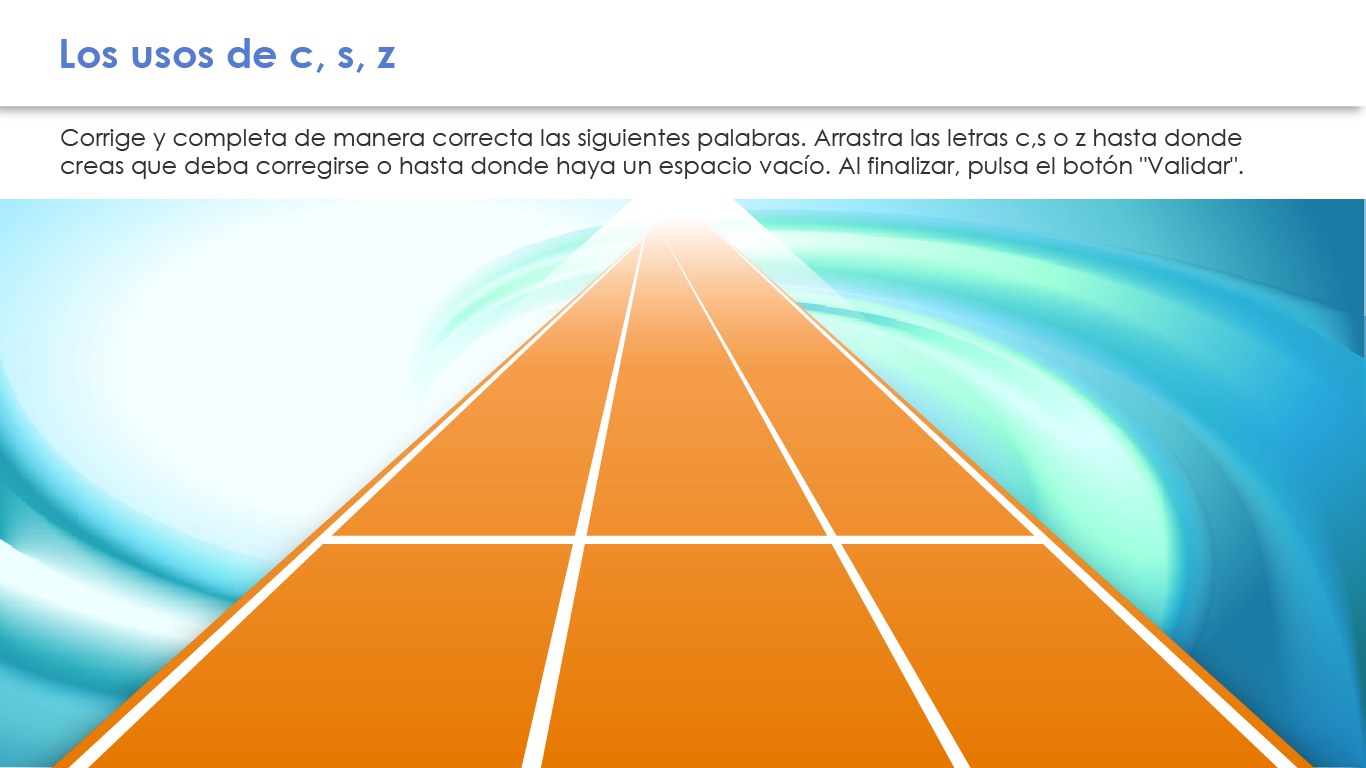 Los usos de c, s, z
Corrige y completa de manera correcta las siguientes palabras. Arrastra las letras c,s o z hasta donde
creas que deba corregirse o hasta donde haya un espacio vacío. Al finalizar, pulsa el botón "Validar".